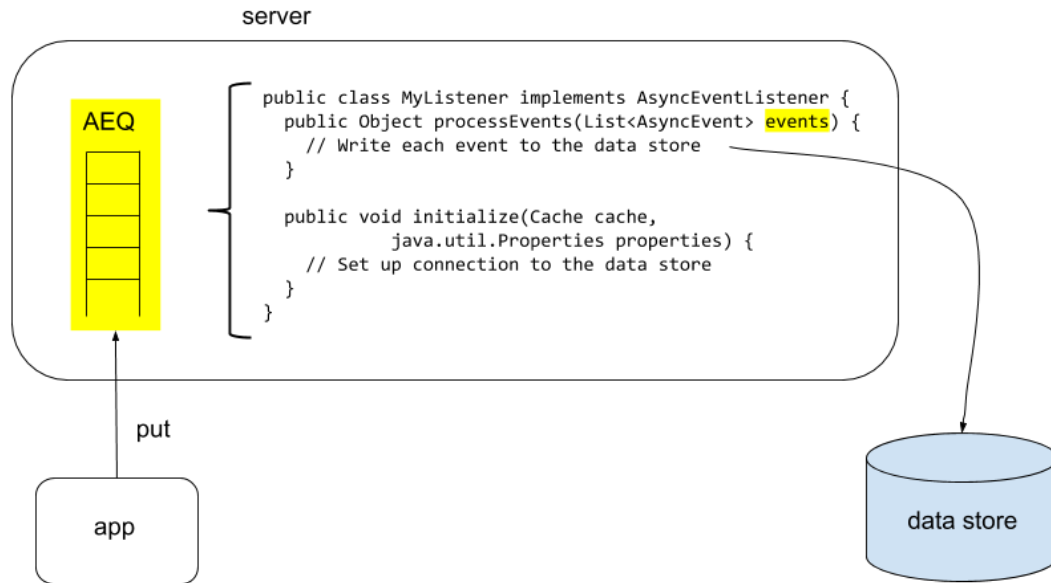 server
AEQ
public class MyListener implements AsyncEventListener {
  public Object processEvents(List<AsyncEvent> events) {
    // Write each event to the data store
  }

  public void initialize(Cache cache,
            java.util.Properties properties) {
    // Set up connection to the data store
  }
}
put
app
data store